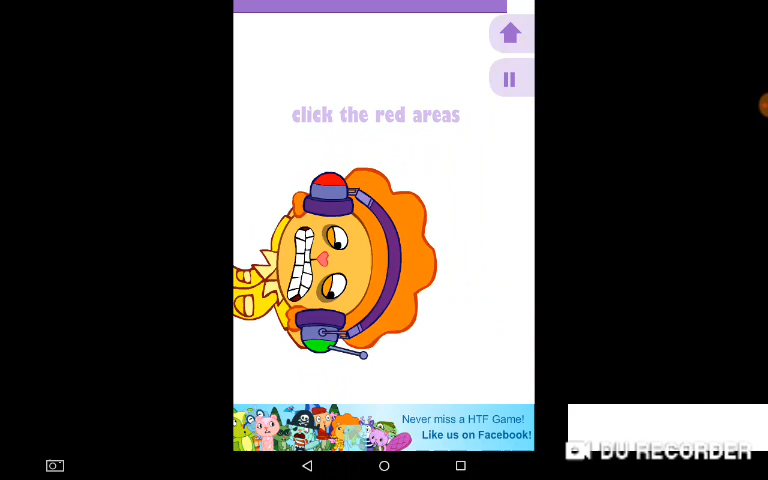 click the red areas
Never miss a HTF Game!
Like us on Facebook!
DU RECORDER